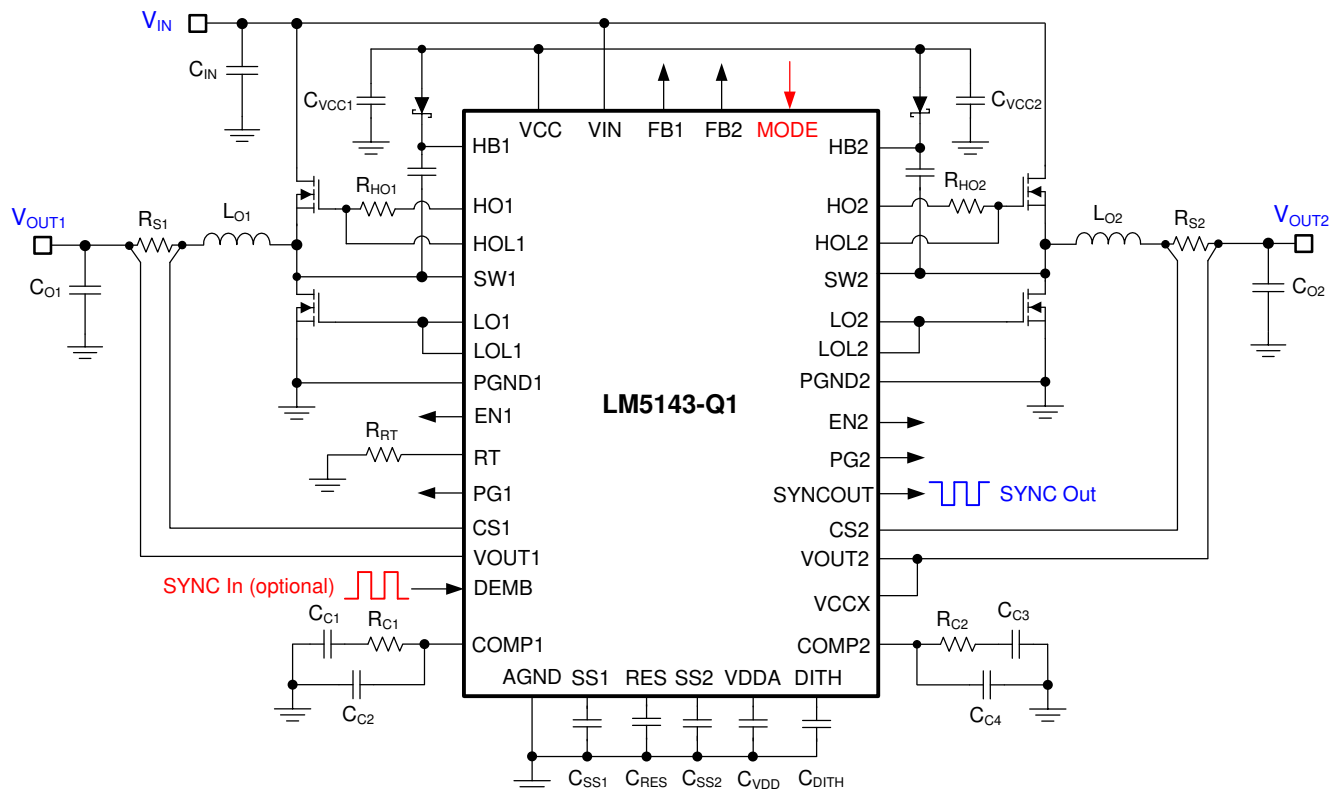 VIN
CIN
CVCC1
CVCC2
VCC VIN FB1 FB2 MODE
HB1
HB2
RHO1
RHO2
HO1
HO2
VOUT1
RS1
LO1
HOL1
HOL2
LO2
RS2
VOUT2
SW1
SW2
CO1
CO2
LO1
LO2
LOL1
LOL2
PGND1
PGND2
LM5143-Q1
EN1
EN2
RRT
RT
PG2
PG1
SYNCOUT
SYNC Out
CS1
CS2
VOUT1
VOUT2
SYNC In (optional)
DEMB
VCCX
CC1
RC1
COMP1
COMP2
RC2
CC3
CC2
CC4
AGND SS1 RES SS2 VDDA DITH
CSS1 CRES CSS2 CVDD CDITH